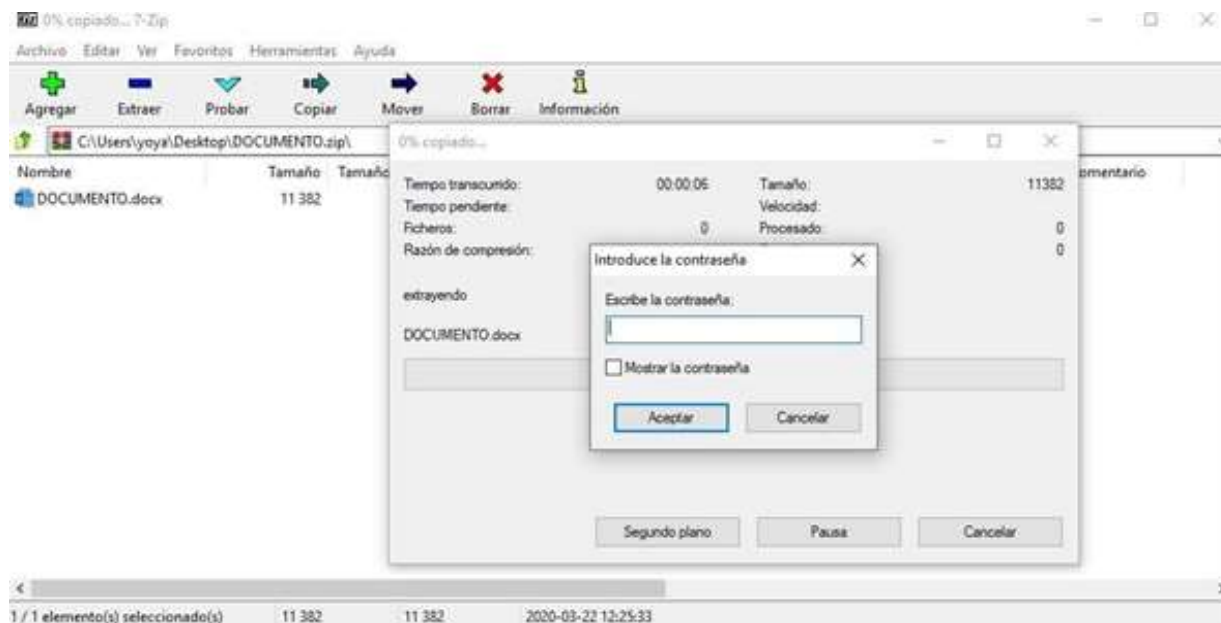 0% copiado... 7-Zip
Archivo Editar Ver Favoritos Herramientas Ayuda
Agregar Extraer Probar Copiar Mover Borrar Información
C:\Users\yoya\Desktop\DOCUMENTO.zip\
Nombre Tamaño Tamaño omentario
DOCUMENTO.docx 11 382
0% copiado...
Tiempo transcurrido: 00:00:06 Tamaño: 11382
Tiempo pendiente: Velocidad:
Ficheros: 0 Procesado: 0
Razón de compresión: 0
extrayendo
DOCUMENTO.docx
Introduce la contraseña
Escribe la contraseña:
Mostrar la contraseña
Aceptar Cancelar
Segundo plano Pausa Cancelar
1 / 1 elemento(s) seleccionado(s) 11 382 11 382 2020-03-22 12:25:33